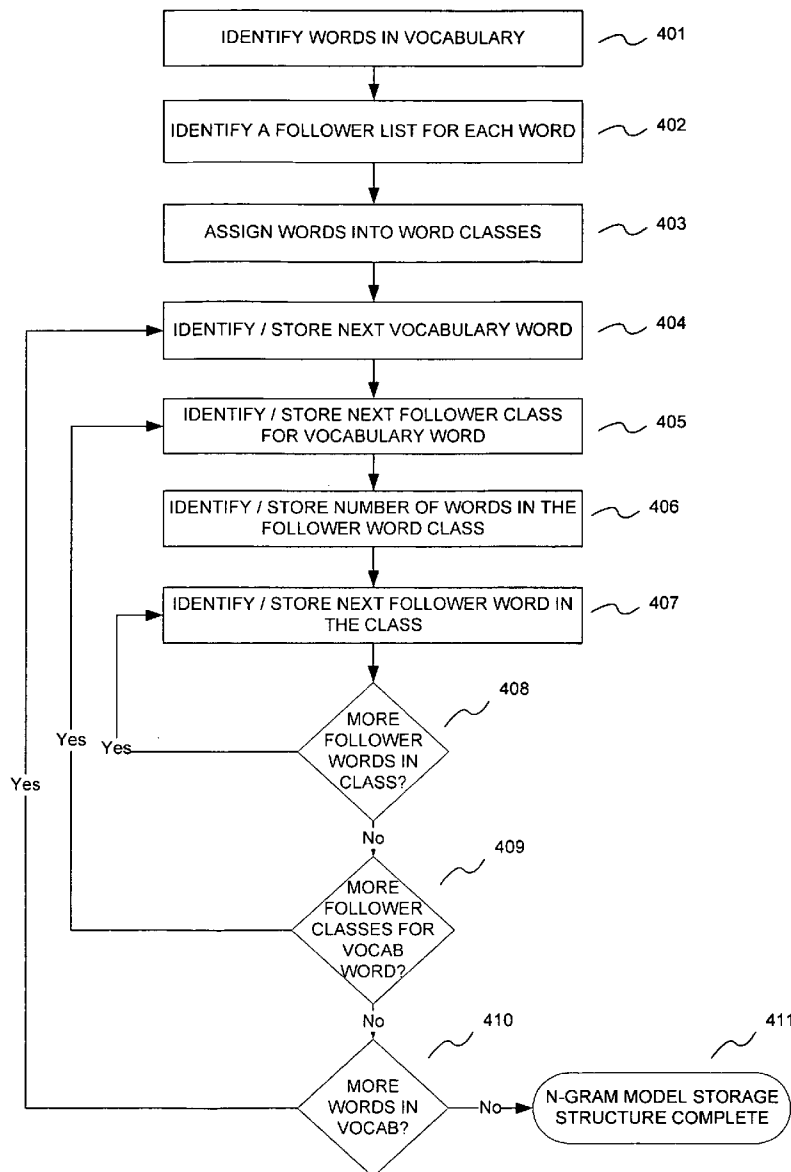 IDENTIFY WORDS IN VOCABULARY
401
IDENTIFY A FOLLOWER LIST FOR EACH WORD
402
ASSIGN WORDS INTO WORD CLASSES
403
IDENTIFY / STORE NEXT VOCABULARY WORD
404
IDENTIFY / STORE NEXT FOLLOWER CLASS
FOR VOCABULARY WORD
405
IDENTIFY / STORE NUMBER OF WORDS IN THE
FOLLOWER WORD CLASS
406
IDENTIFY / STORE NEXT FOLLOWER WORD IN
THE CLASS
407
MORE
FOLLOWER
WORDS IN
CLASS?
408
Yes
Yes
Yes
No
MORE
FOLLOWER
CLASSES FOR
VOCAB
WORD?
409
No
MORE
WORDS IN
VOCAB?
410
No
N-GRAM MODEL STORAGE
STRUCTURE COMPLETE
411